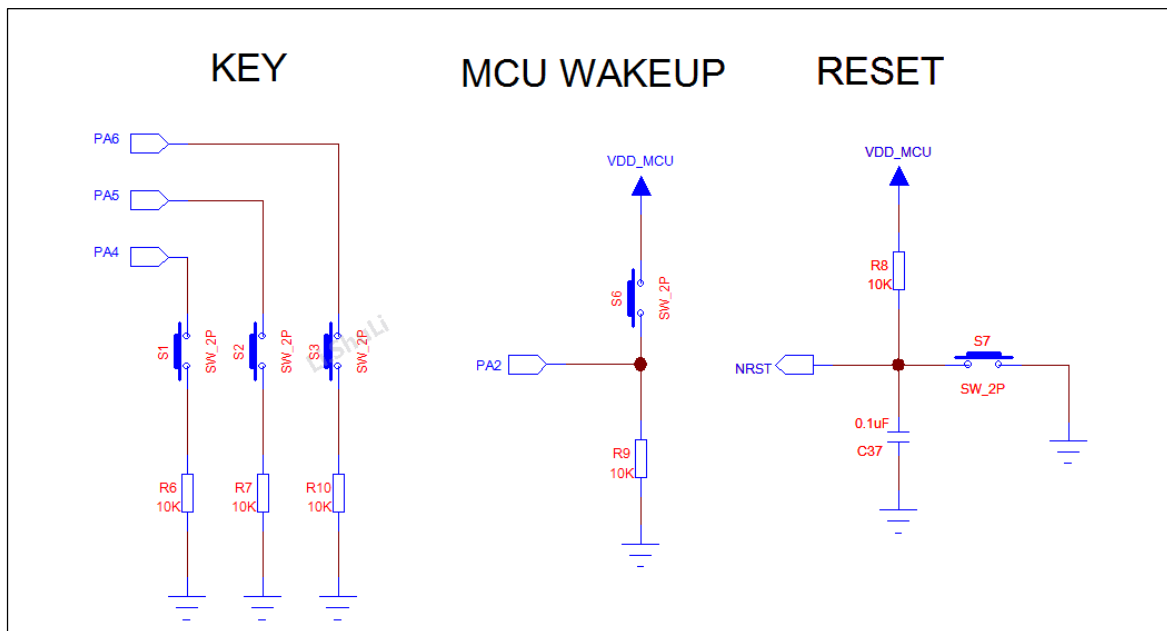 KEY
MCU WAKEUP
RESET
PA6
PA5
PA4
S1
SW_2P
S2
SW_2P
S3
SW_2P
R6
10K
R7
10K
R10
10K
VDD_MCU
S6
SW_2P
PA2
R9
10K
VDD_MCU
R8
10K
NRST
S7
SW_2P
0.1uF
C37